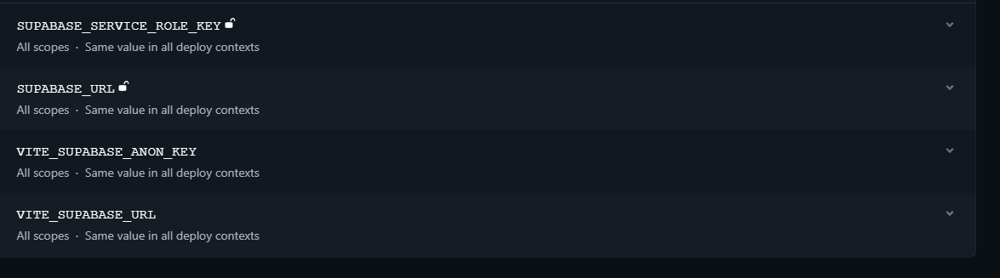 SUPABASE_SERVICE_ROLE_KEY
All scopes · Same value in all deploy contexts
SUPABASE_URL
All scopes · Same value in all deploy contexts
VITE_SUPABASE_ANON_KEY
All scopes · Same value in all deploy contexts
VITE_SUPABASE_URL
All scopes · Same value in all deploy contexts